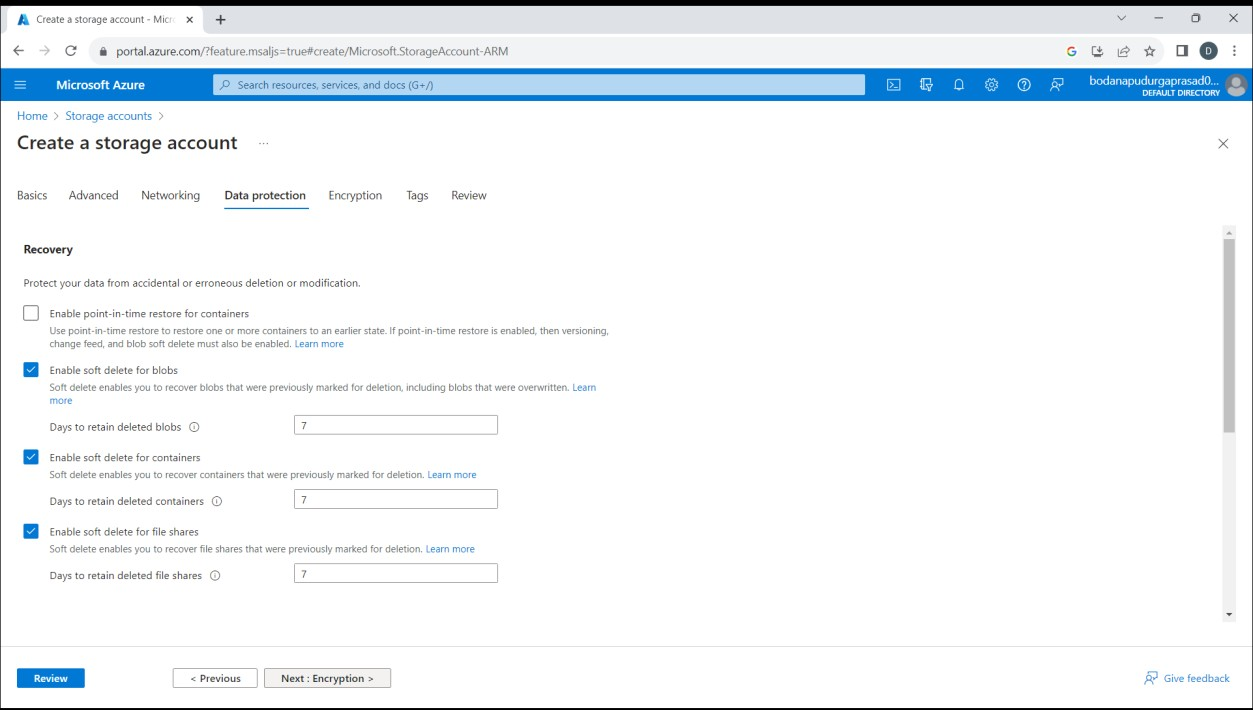 Create a storage account - Micr
portal.azure.com/?feature.msaljs=true#create/Microsoft.StorageAccount-ARM
G
D
Microsoft Azure
Search resources, services, and docs (G+/)
bodanapudurgaprasad0...
DEFAULT DIRECTORY
Home > Storage accounts >
Create a storage account ...
Basics Advanced Networking Data protection Encryption Tags Review
Recovery
Protect your data from accidental or erroneous deletion or modification.
Enable point-in-time restore for containers
Use point-in-time restore to restore one or more containers to an earlier state. If point-in-time restore is enabled, then versioning,
change feed, and blob soft delete must also be enabled. Learn more
Enable soft delete for blobs
Soft delete enables you to recover blobs that were previously marked for deletion, including blobs that were overwritten. Learn
more
Days to retain deleted blobs 7
Enable soft delete for containers
Soft delete enables you to recover containers that were previously marked for deletion. Learn more
Days to retain deleted containers 7
Enable soft delete for file shares
Soft delete enables you to recover file shares that were previously marked for deletion. Learn more
Days to retain deleted file shares 7
Review < Previous Next : Encryption > Give feedback